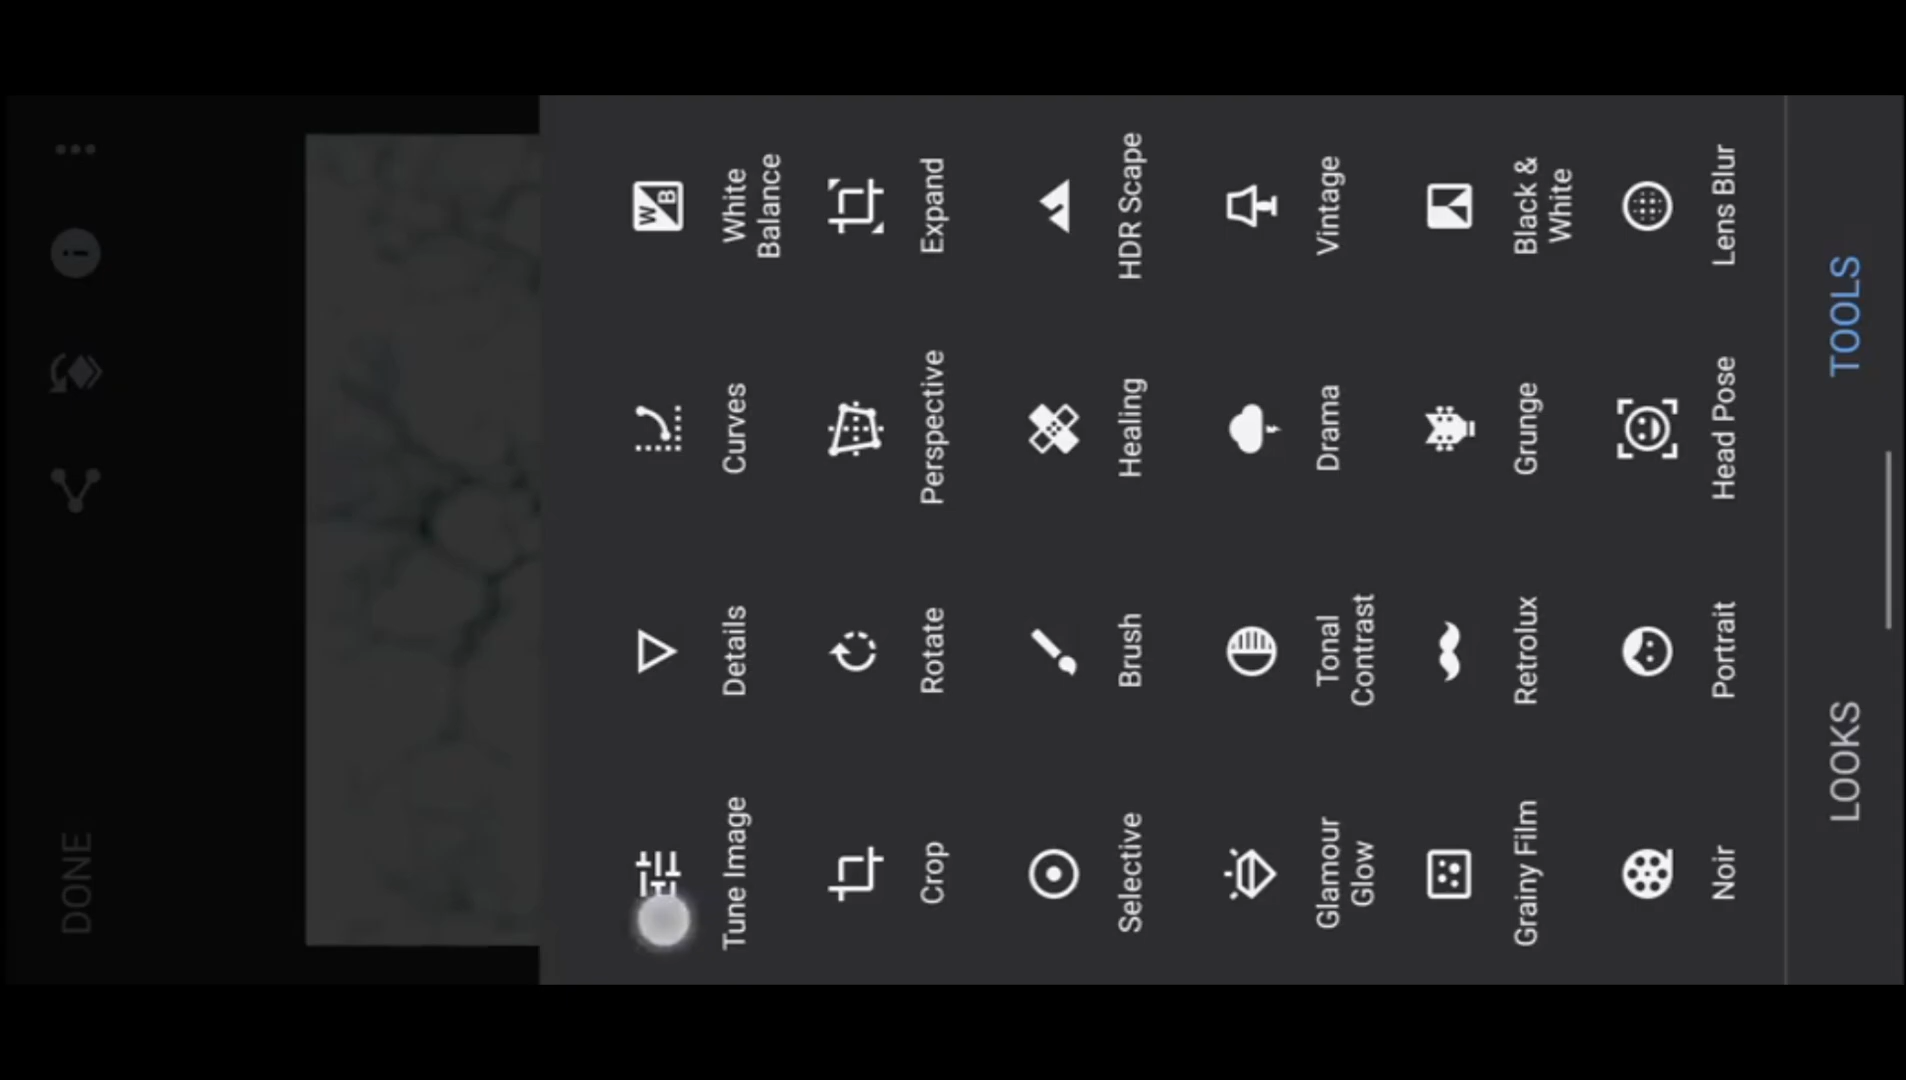 DONE
Tune Image
Details
Curves
W
B
White
Balance
Crop
Rotate
Perspective
Expand
Selective
Brush
Healing
HDR Scape
Glamour
Glow
Tonal
Contrast
Drama
Vintage
Grainy Film
Retrolux
Grunge
Black &
White
Noir
Portrait
Head Pose
Lens Blur
LOOKS
TOOLS